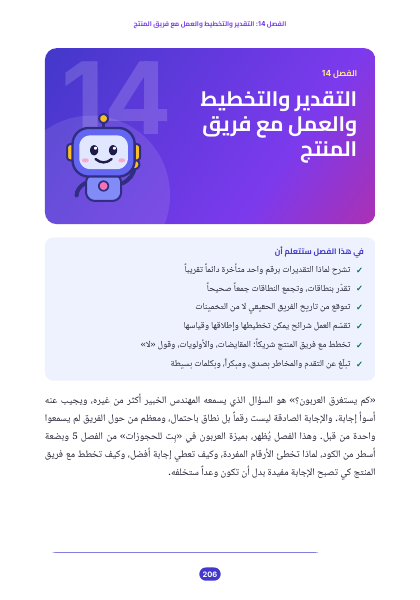 الفصل 14: التقدير والتخطيط والعمل مع فريق المنتج
14
الفصل 14
التقدير والتخطيط
والعمل مع فريق
المنتج
في هذا الفصل ستتعلم أن
✓ تشرح لماذا التقديرات برقم واحد متأخرة دائماً تقريباً
✓ تقدّر بنطاقات، وتجمع النطاقات جمعاً صحيحاً
✓ تتوقع من تاريخ الفريق الحقيقي لا من التخمينات
✓ تقسّم العمل شرائح يمكن تخطيطها وإطلاقها وقياسها
✓ تخطط مع فريق المنتج شريكاً: المقايضات، والأولويات، وقول «لا»
✓ تبلّغ عن التقدم والمخاطر بصدق، ومبكراً، وبكلمات بسيطة
«كم يستغرق العربون؟» هو السؤال الذي يسمعه المهندس الخبير أكثر من غيره، ويجيب عنه
أسوأ إجابة. والإجابة الصادقة ليست رقماً بل نطاق باحتمال، ومعظم من حول الفريق لم يسمعوا
واحدة من قبل. وهذا الفصل يُظهر، بميزة العربون في «بِت للحجوزات» من الفصل 5 وبضعة
أسطر من الكود، لماذا تخطئ الأرقام المفردة، وكيف تعطي إجابة أفضل، وكيف تخطط مع فريق
المنتج كي تصبح الإجابة مفيدة بدل أن تكون وعداً ستخلفه.
206